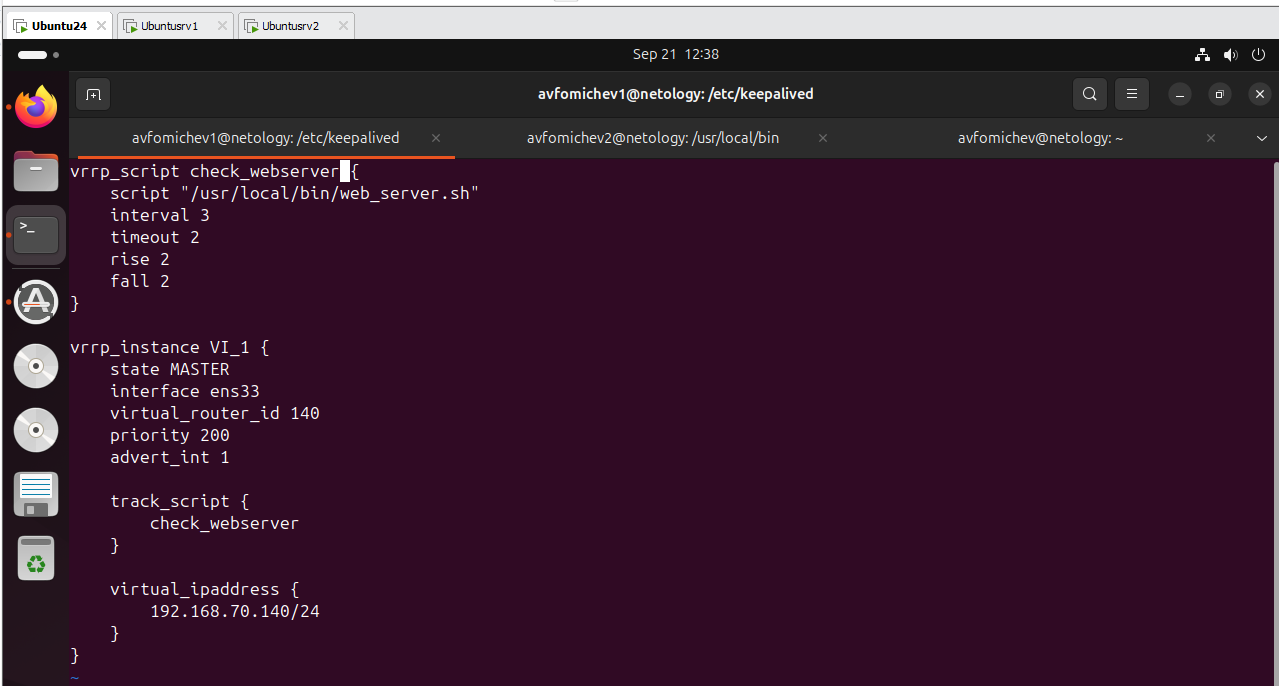 Ubuntu24
Ubuntusrv1
Ubuntusrv2
Sep 21 12:38
avfomichev1@netology: /etc/keepalived
avfomichev1@netology: /etc/keepalived
avfomichev2@netology: /usr/local/bin
avfomichev@netology: ~
vrrp_script check_webserver {
    script "/usr/local/bin/web_server.sh"
    interval 3
    timeout 2
    rise 2
    fall 2
}
vrrp_instance VI_1 {
    state MASTER
    interface ens33
    virtual_router_id 140
    priority 200
    advert_int 1
    track_script {
        check_webserver
    }
    virtual_ipaddress {
        192.168.70.140/24
    }
}
~